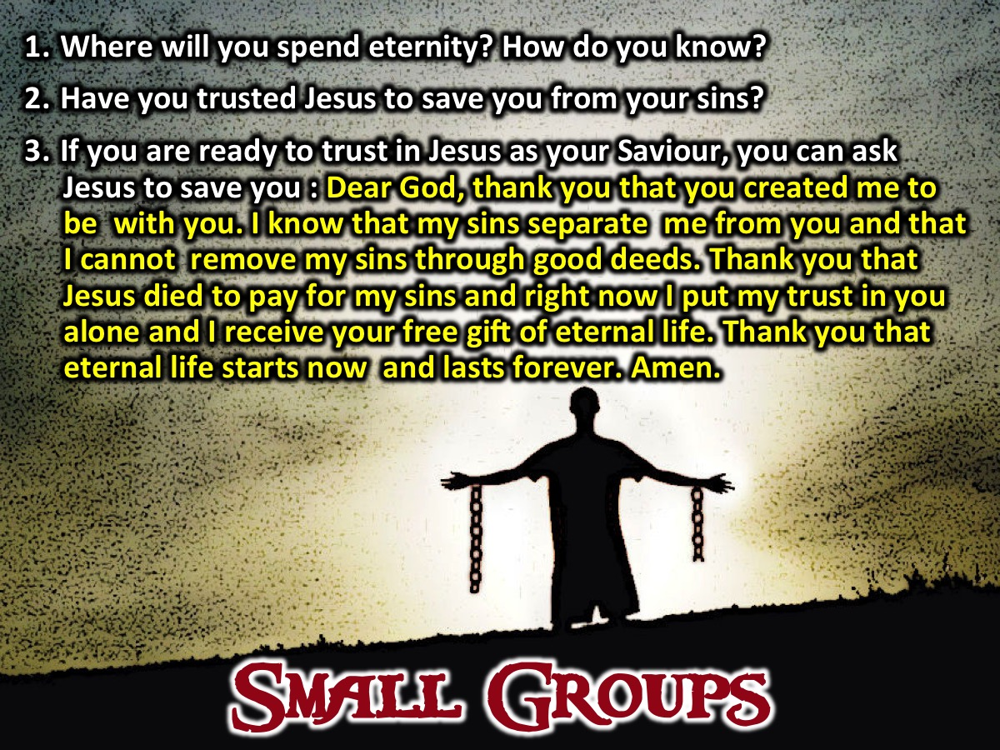 1. Where will you spend eternity? How do you know?
2. Have you trusted Jesus to save you from your sins?
3. If you are ready to trust in Jesus as your Saviour, you can ask
Jesus to save you : Dear God, thank you that you created me to
be with you. I know that my sins separate me from you and that
I cannot remove my sins through good deeds. Thank you that
Jesus died to pay for my sins and right now I put my trust in you
alone and I receive your free gift of eternal life. Thank you that
eternal life starts now and lasts forever. Amen.
Small Groups